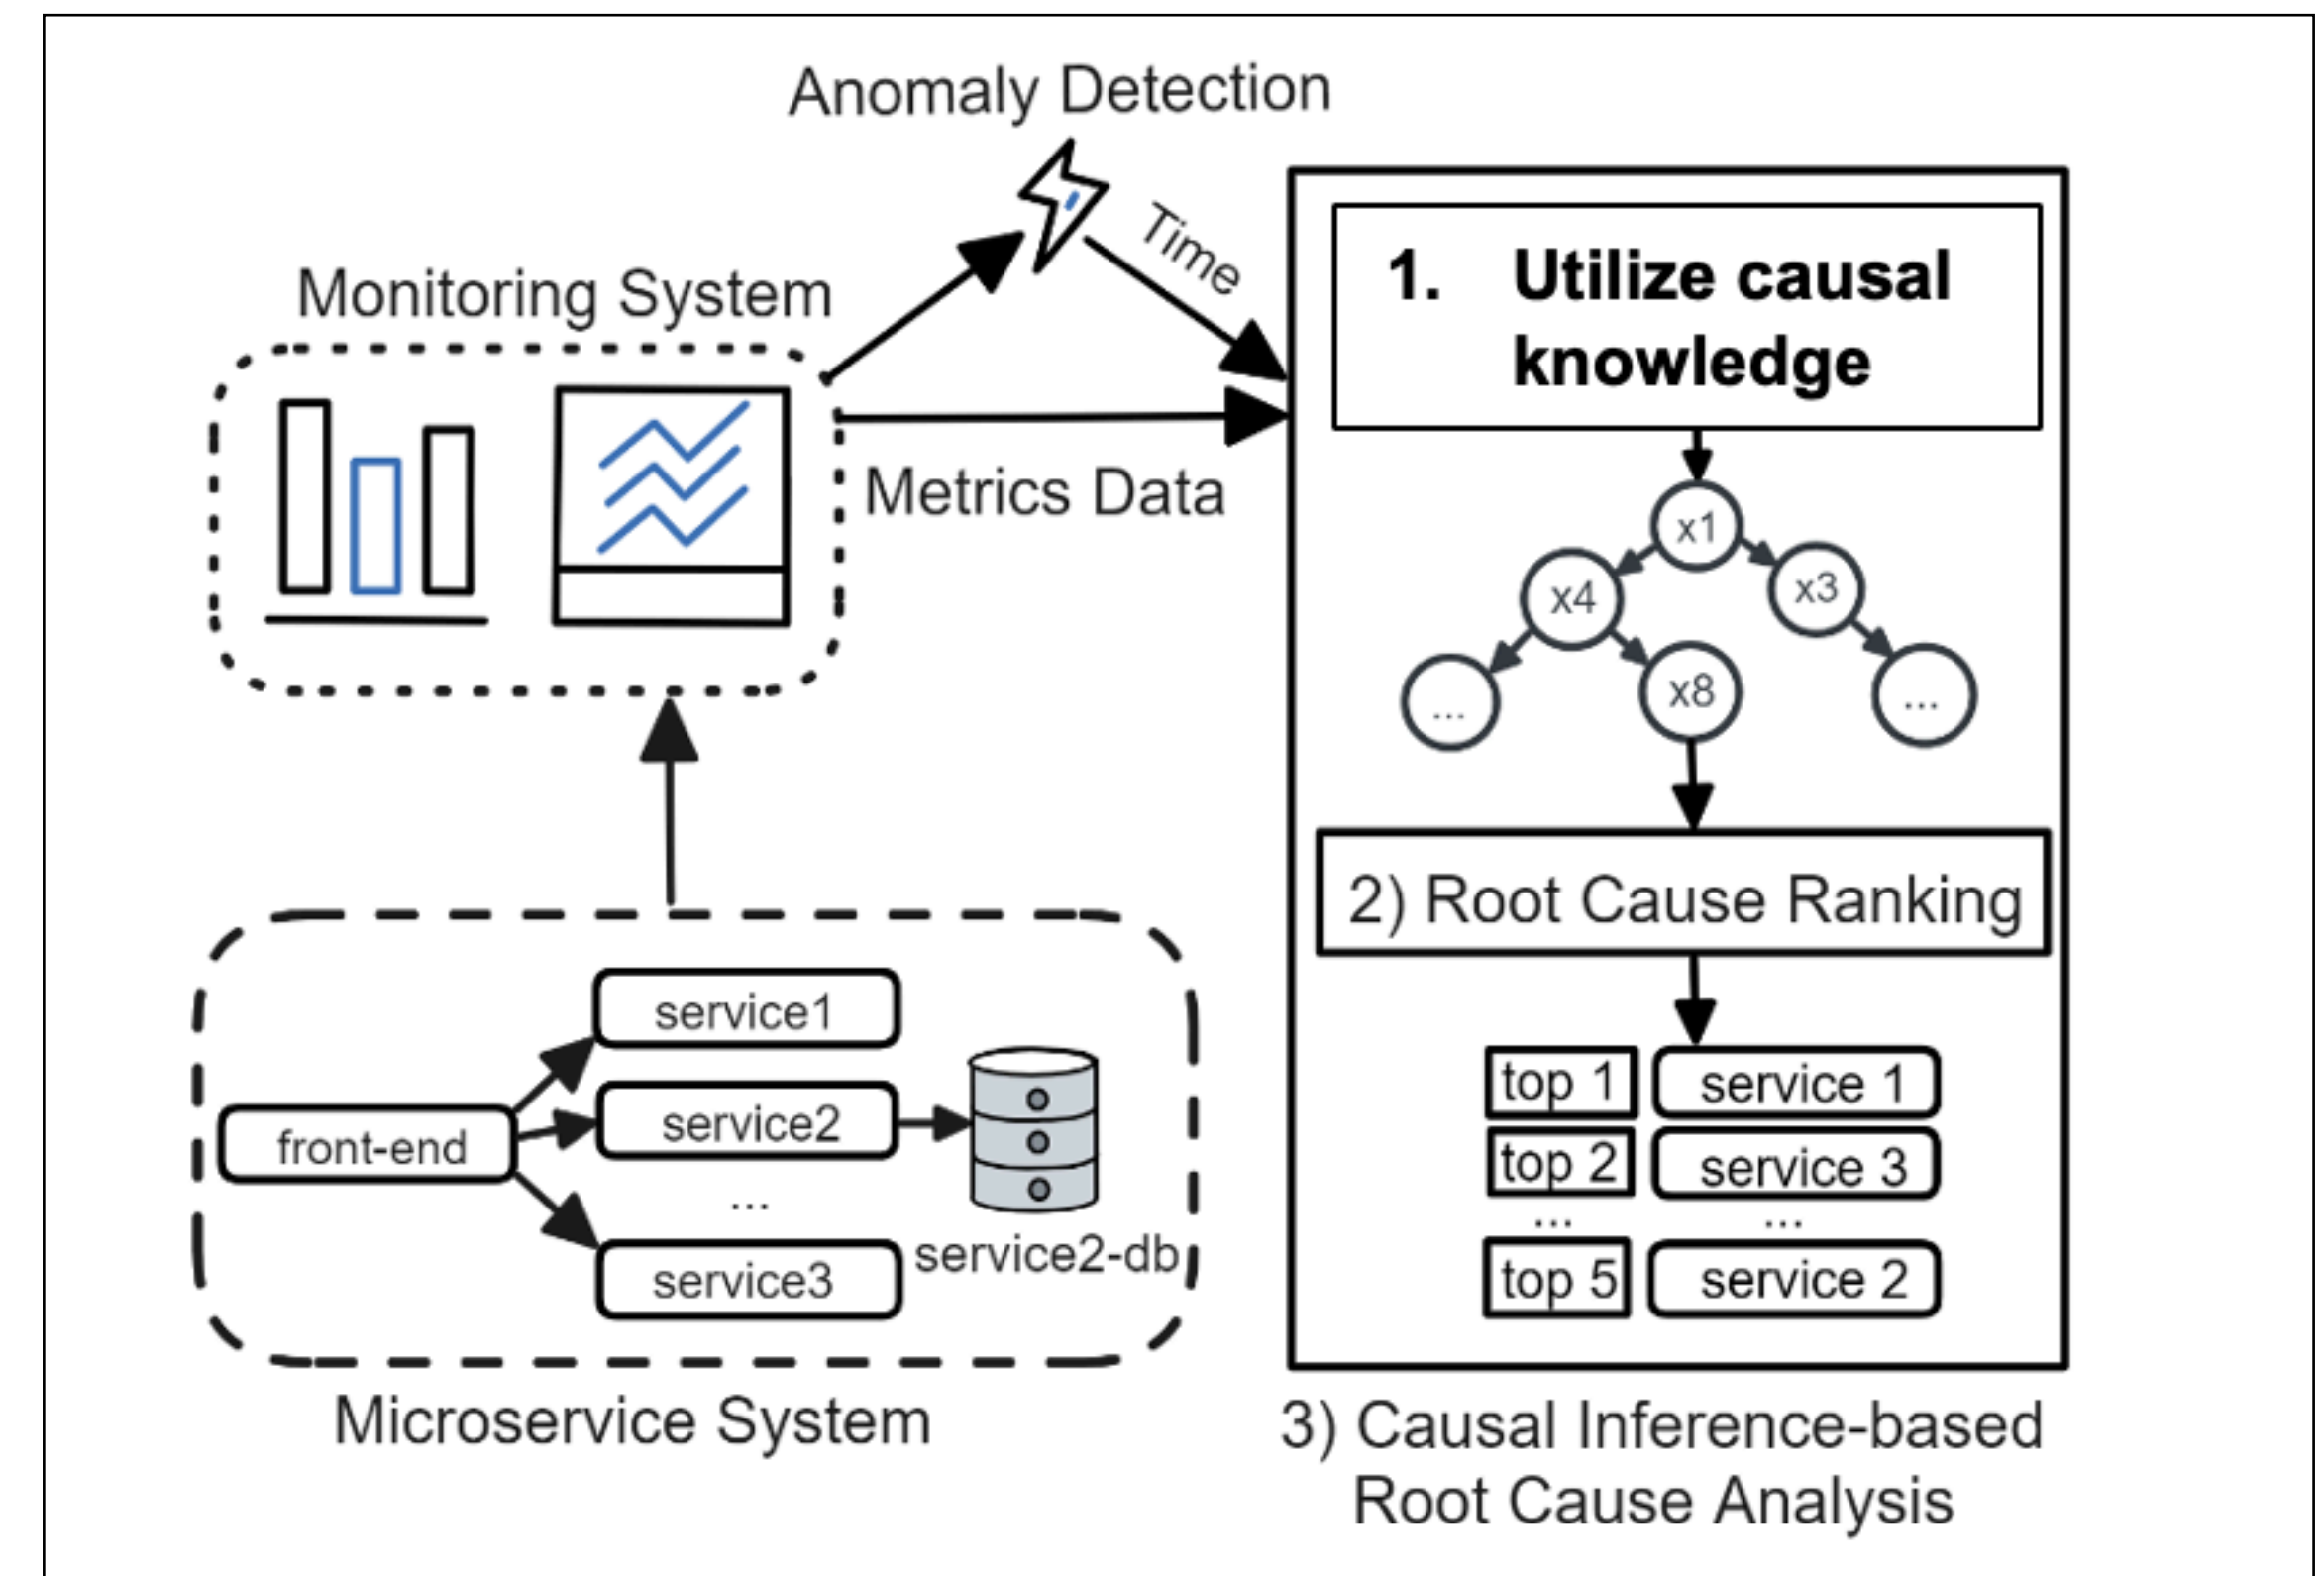 Anomaly Detection
Time
Monitoring System
Metrics Data
1. Utilize causal
knowledge
x1
x4
x3
...
x8
...
2) Root Cause Ranking
top 1 service 1
top 2 service 3
... ...
top 5 service 2
3) Causal Inference-based
Root Cause Analysis
service1
front-end
service2
...
service3
service2-db
Microservice System